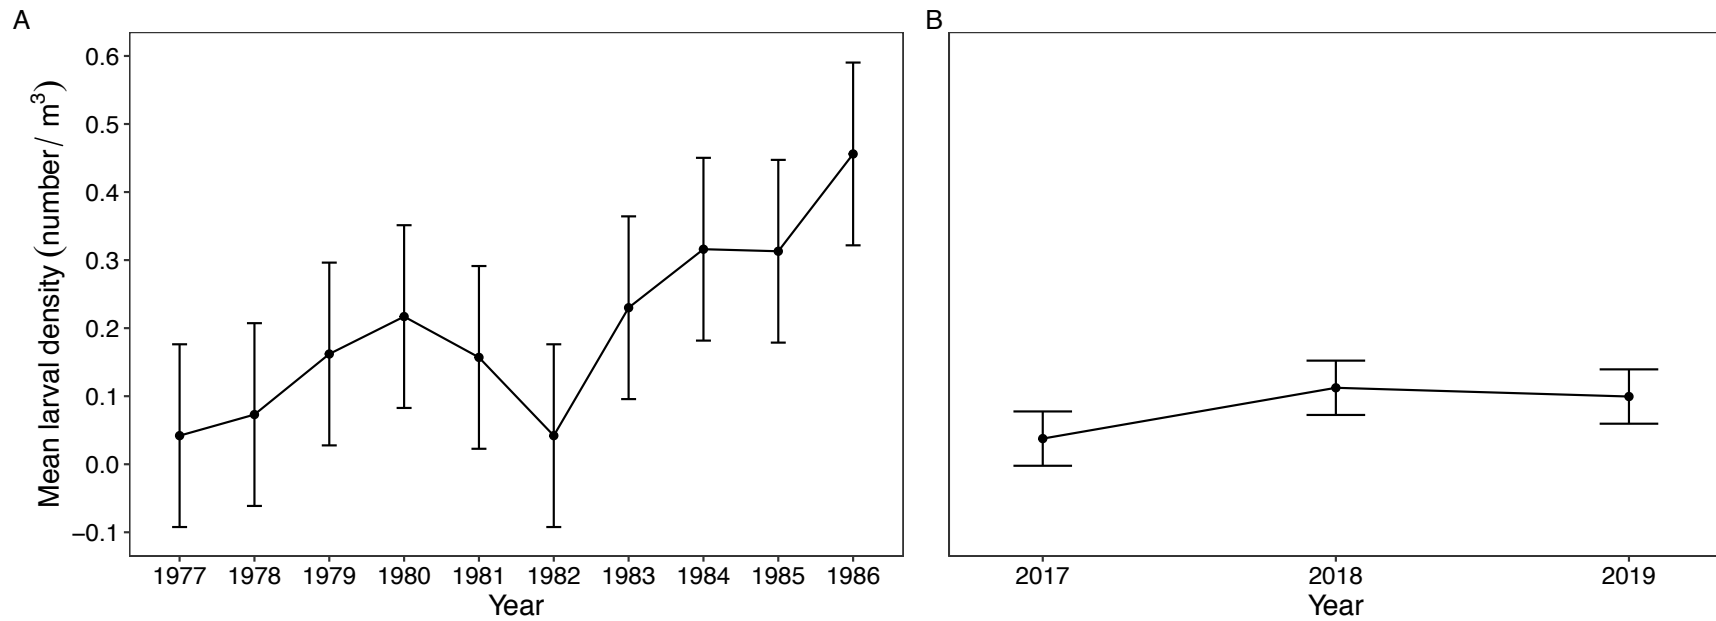 A
B
Mean larval density (number / m³)
0.6
0.5
0.4
0.3
0.2
0.1
0.0
−0.1
1977 1978 1979 1980 1981 1982 1983 1984 1985 1986
Year
2017 2018 2019
Year